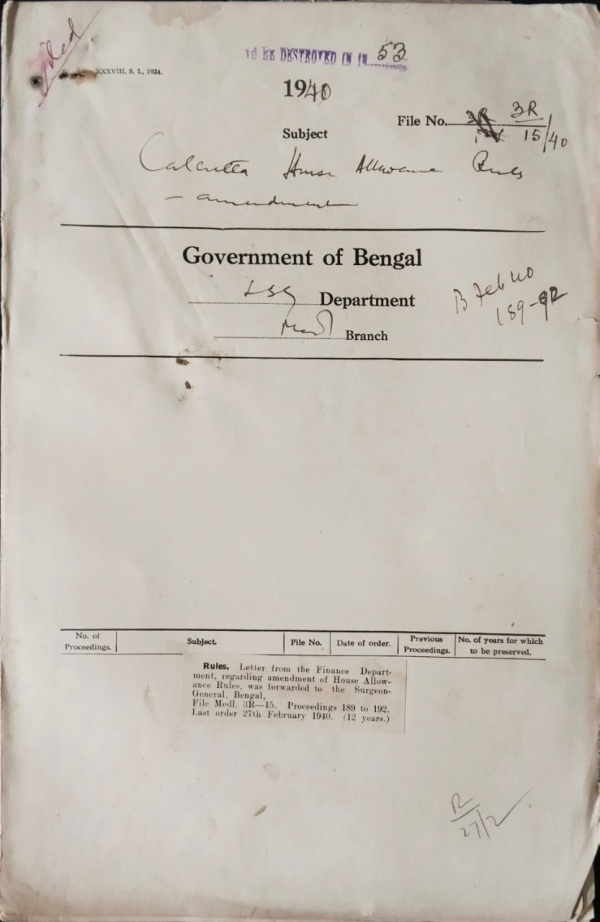 XXXVIII, S. I., 1924.
TO BE DESTROYED IN 53
1940
File No. 3R 3R
15/40
Subject
Calcutta House Allowance Rules
— amendment
Government of Bengal
LSG Department
Medl Branch
B Feb 40
189-92
No. of Proceedings.
Subject.
File No.
Date of order.
Previous Proceedings.
No. of years for which to be preserved.
Rules. Letter from the Finance Depart-
ment, regarding amendment of House Allow-
ance Rules, was forwarded to the Surgeon-
General, Bengal,
File Medl. 3R—15. Proceedings 189 to 192.
Last order 27th February 1940. (12 years.)
27/2